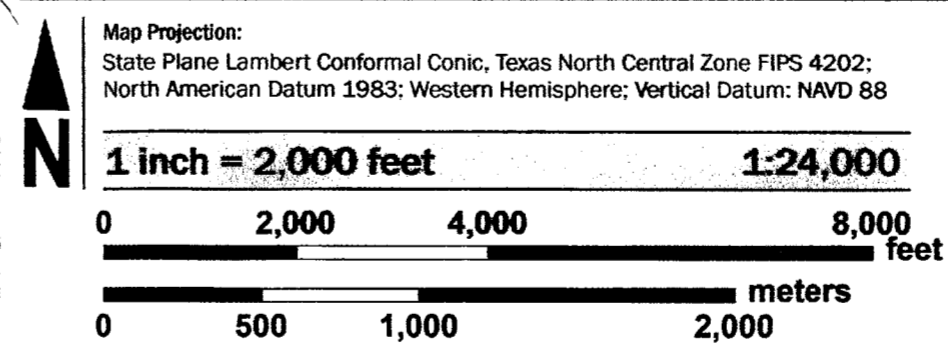 Map Projection:
State Plane Lambert Conformal Conic, Texas North Central Zone FIPS 4202;
North American Datum 1983; Western Hemisphere; Vertical Datum: NAVD 88
N
1 inch = 2,000 feet 1:24,000
0 2,000 4,000 8,000
feet
meters
0 500 1,000 2,000